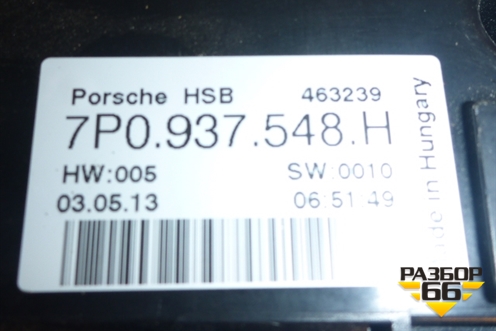 Porsche HSB 463239
7P0.937.548.H
HW:005 SW:0010
03.05.13 06:51:49
Made in Hungary
РАЗБОР
66